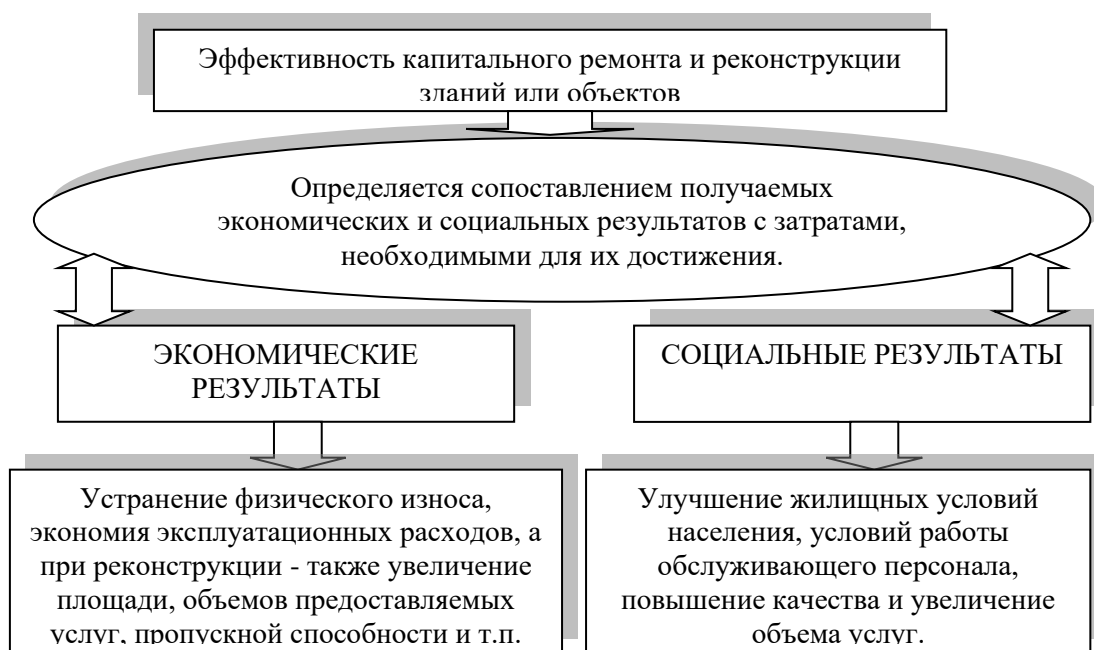 Эффективность капитального ремонта и реконструкции
зданий или объектов
Определяется сопоставлением получаемых
экономических и социальных результатов с затратами,
необходимыми для их достижения.
ЭКОНОМИЧЕСКИЕ
РЕЗУЛЬТАТЫ
СОЦИАЛЬНЫЕ РЕЗУЛЬТАТЫ
Устранение физического износа,
экономия эксплуатационных расходов, а
при реконструкции - также увеличение
площади, объемов предоставляемых
услуг, пропускной способности и т.п.
Улучшение жилищных условий
населения, условий работы
обслуживающего персонала,
повышение качества и увеличение
объема услуг.